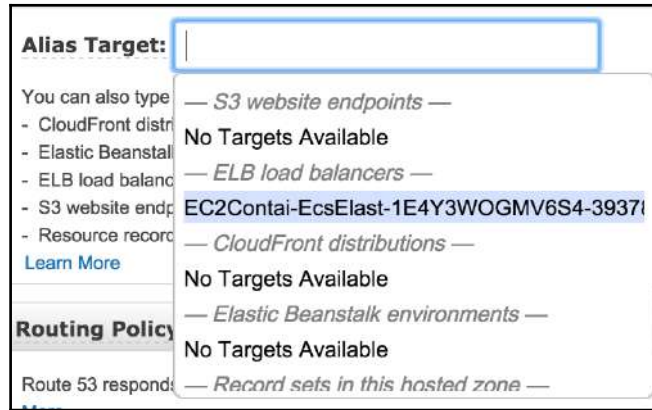 Alias Target:
You can also type
- CloudFront distri
- Elastic Beanstal
- ELB load balanc
- S3 website endp
- Resource record
Learn More
— S3 website endpoints —
No Targets Available
— ELB load balancers —
EC2Contai-EcsElast-1E4Y3WOGMV6S4-39378
— CloudFront distributions —
No Targets Available
— Elastic Beanstalk environments —
No Targets Available
— Record sets in this hosted zone —
Routing Policy
Route 53 responds
More